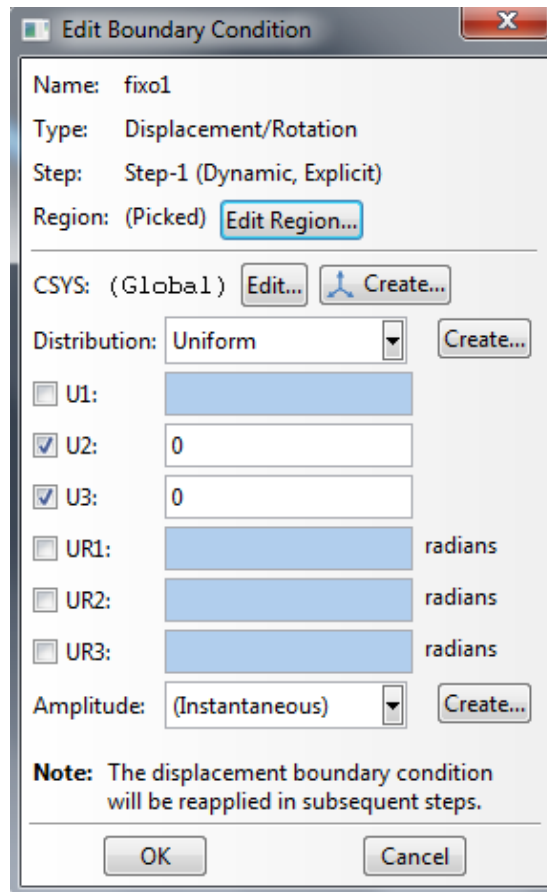 Edit Boundary Condition
x
Name: fixo1
Type: Displacement/Rotation
Step: Step-1 (Dynamic, Explicit)
Region: (Picked) Edit Region...
CSYS: (Global) Edit... Create...
Distribution: Uniform Create...
U1:
U2: 0
U3: 0
UR1: radians
UR2: radians
UR3: radians
Amplitude: (Instantaneous) Create...
Note: The displacement boundary condition
will be reapplied in subsequent steps.
OK Cancel